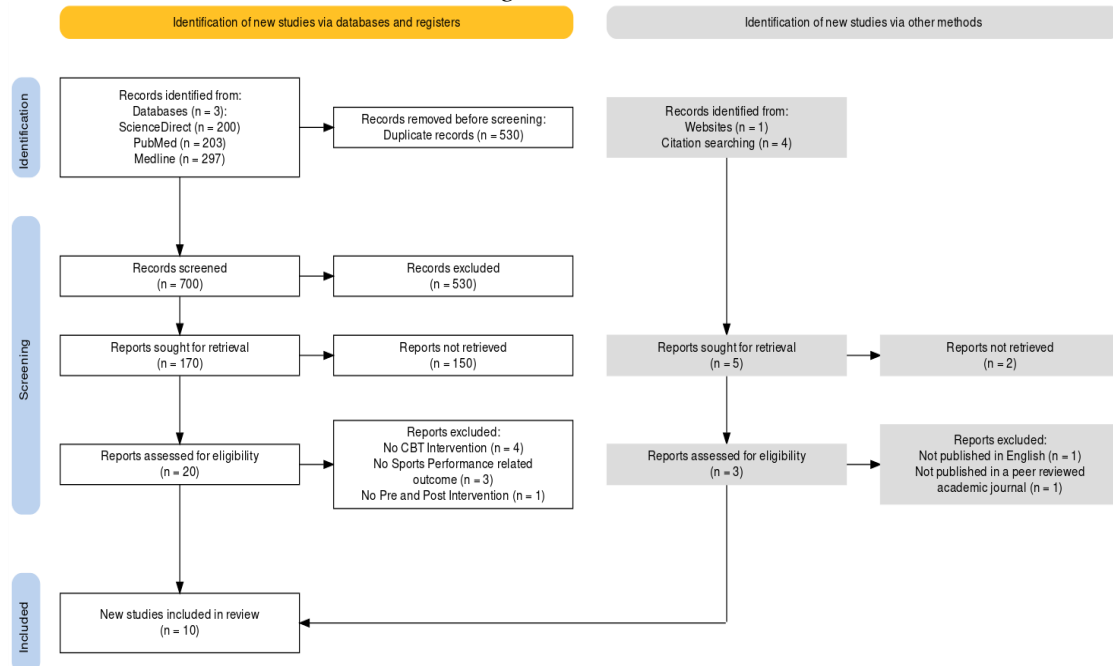 Identification of new studies via databases and registers
Identification of new studies via other methods
Identification
Records identified from:
Databases (n = 3):
ScienceDirect (n = 200)
PubMed (n = 203)
Medline (n = 297)
Records removed before screening:
Duplicate records (n = 530)
Records identified from:
Websites (n = 1)
Citation searching (n = 4)
Screening
Records screened
(n = 700)
Records excluded
(n = 530)
Reports sought for retrieval
(n = 170)
Reports not retrieved
(n = 150)
Reports sought for retrieval
(n = 5)
Reports not retrieved
(n = 2)
Reports assessed for eligibility
(n = 20)
Reports excluded:
No CBT Intervention (n = 4)
No Sports Performance related
outcome (n = 3)
No Pre and Post Intervention (n = 1)
Reports assessed for eligibility
(n = 3)
Reports excluded:
Not published in English (n = 1)
Not published in a peer reviewed
academic journal (n = 1)
Included
New studies included in review
(n = 10)